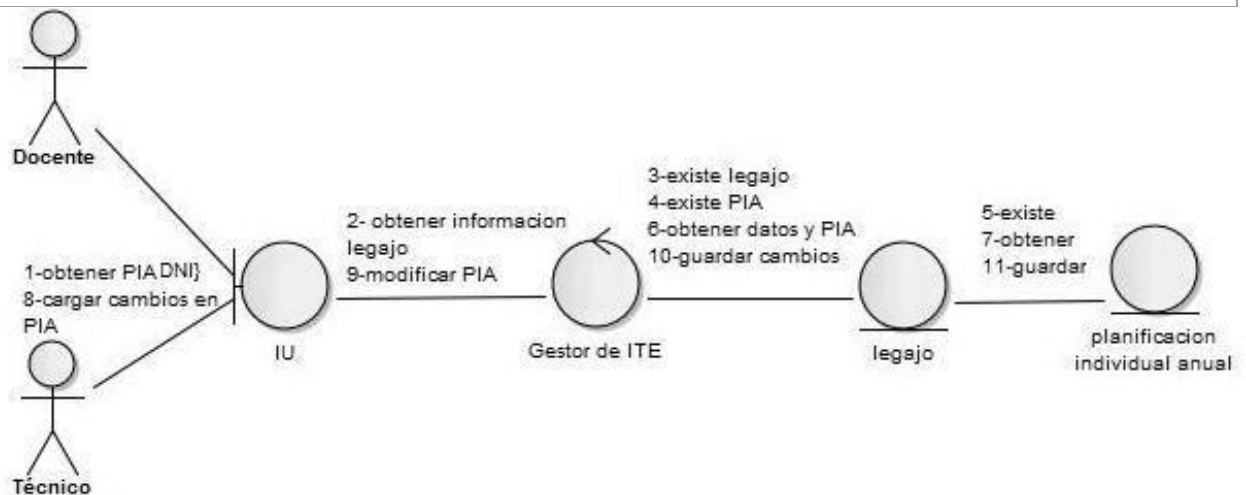 Docente
1-obtener PIA DNI}
8-cargar cambios en
PIA
Técnico
2- obtener informacion
legajo
9-modificar PIA
IU
3-existe legajo
4-existe PIA
6-obtener datos y PIA
10-guardar cambios
Gestor de ITE
5-existe
7-obtener
11-guardar
legajo
planificacion
individual anual